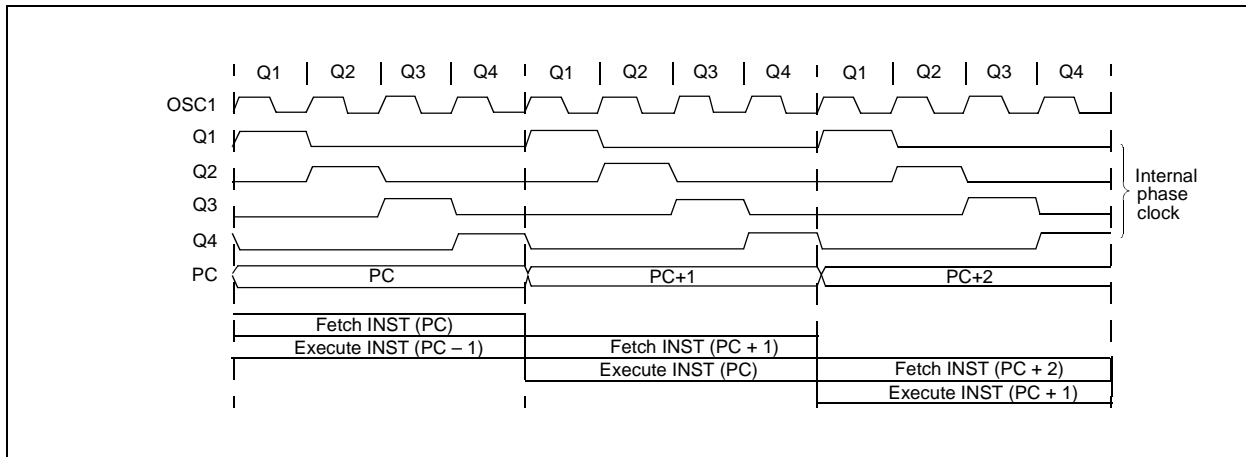 Q1 Q2 Q3 Q4 Q1 Q2 Q3 Q4 Q1 Q2 Q3 Q4
OSC1
Q1
Q2
Q3
Q4
PC
PC PC+1 PC+2
Internal
phase
clock
Fetch INST (PC)
Execute INST (PC – 1) Fetch INST (PC + 1)
Execute INST (PC) Fetch INST (PC + 2)
Execute INST (PC + 1)